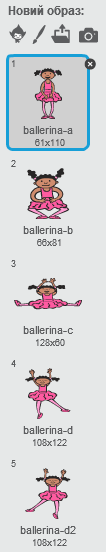 Новий образ:
1
ballerina-a
61x110
2
ballerina-b
66x81
3
ballerina-c
128x60
4
ballerina-d
108x122
5
ballerina-d2
108x122